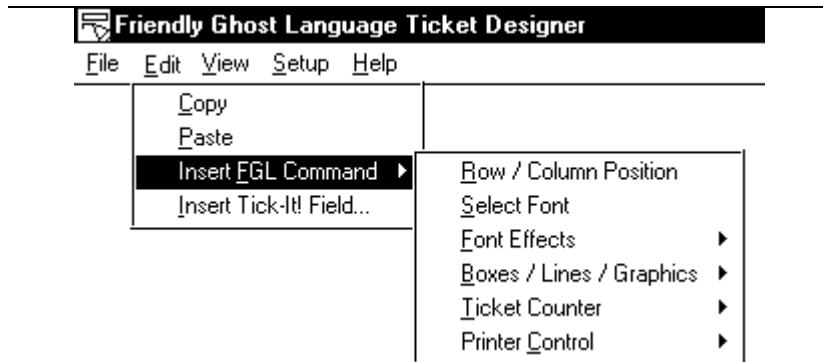 Friendly Ghost Language Ticket Designer
File Edit View Setup Help
Copy
Paste
Insert FGL Command
Insert Tick-It! Field...
Row / Column Position
Select Font
Font Effects
Boxes / Lines / Graphics
Ticket Counter
Printer Control